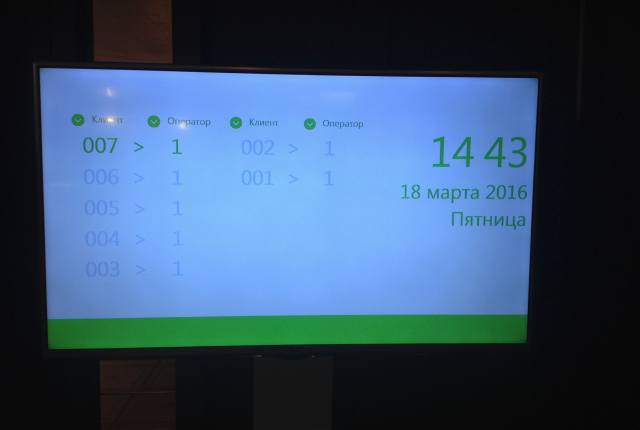 Клиент Оператор Клиент Оператор
007 > 1 002 > 1
006 > 1 001 > 1
005 > 1
004 > 1
003 > 1
14 43
18 марта 2016
Пятница